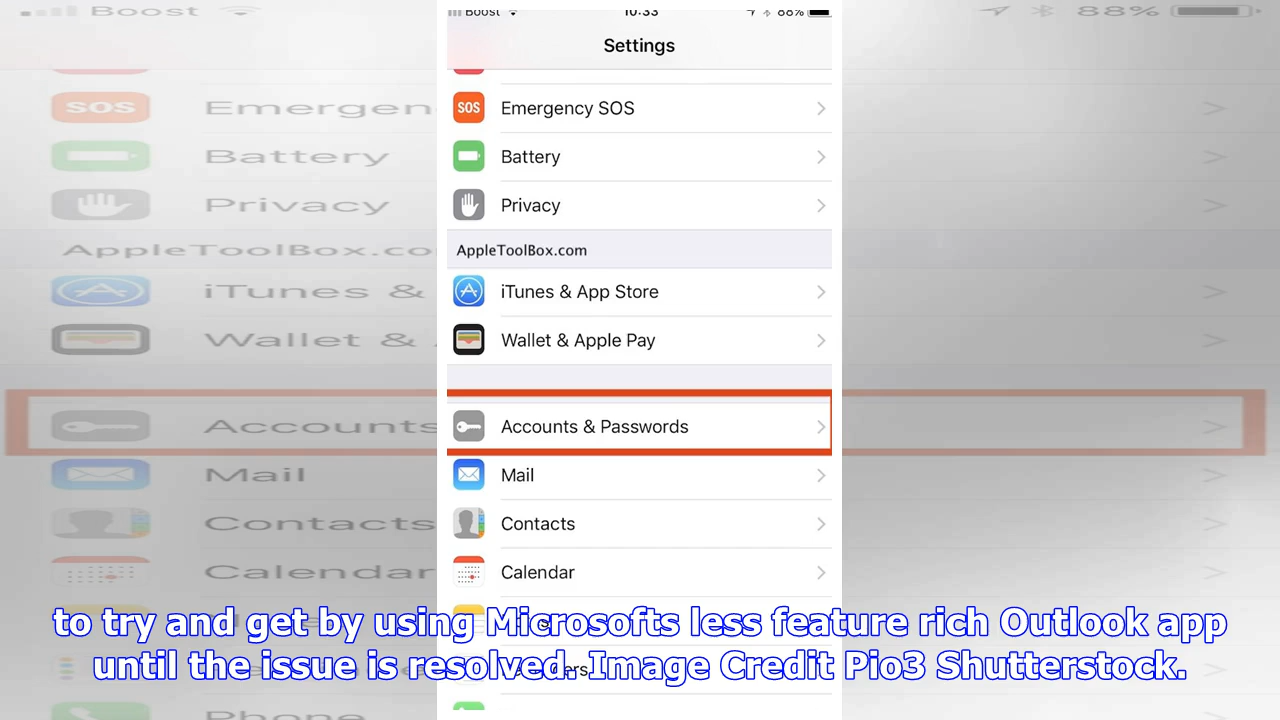 Boost 10:33 88%
Settings
Emergency SOS
Battery
Privacy
AppleToolBox.com
iTunes & App Store
Wallet & Apple Pay
Accounts & Passwords
Mail
Contacts
Calendar
to try and get by using Microsofts less feature rich Outlook app
until the issue is resolved. Image Credit Pio3 Shutterstock.